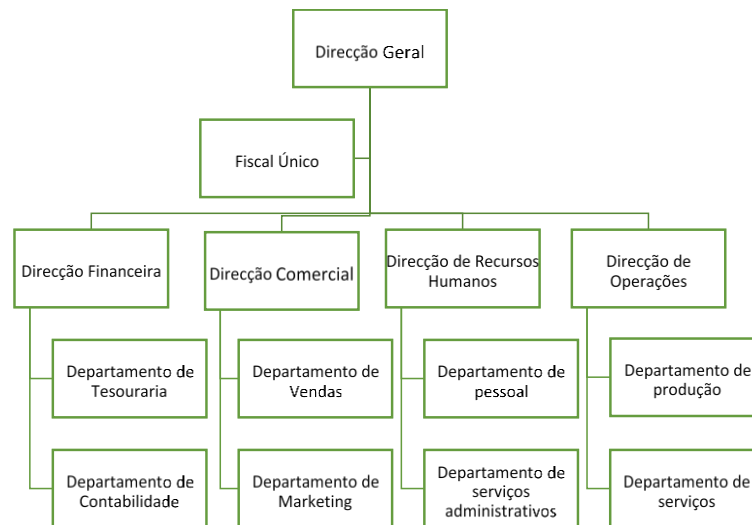 Direcção Geral
Fiscal Único
Direcção Financeira
Direcção Comercial
Direcção de Recursos
Humanos
Direcção de
Operações
Departamento de
Tesouraria
Departamento de
Vendas
Departamento de
pessoal
Departamento de
produção
Departamento de
Contabilidade
Departamento de
Marketing
Departamento de
serviços
administrativos
Departamento de
serviços